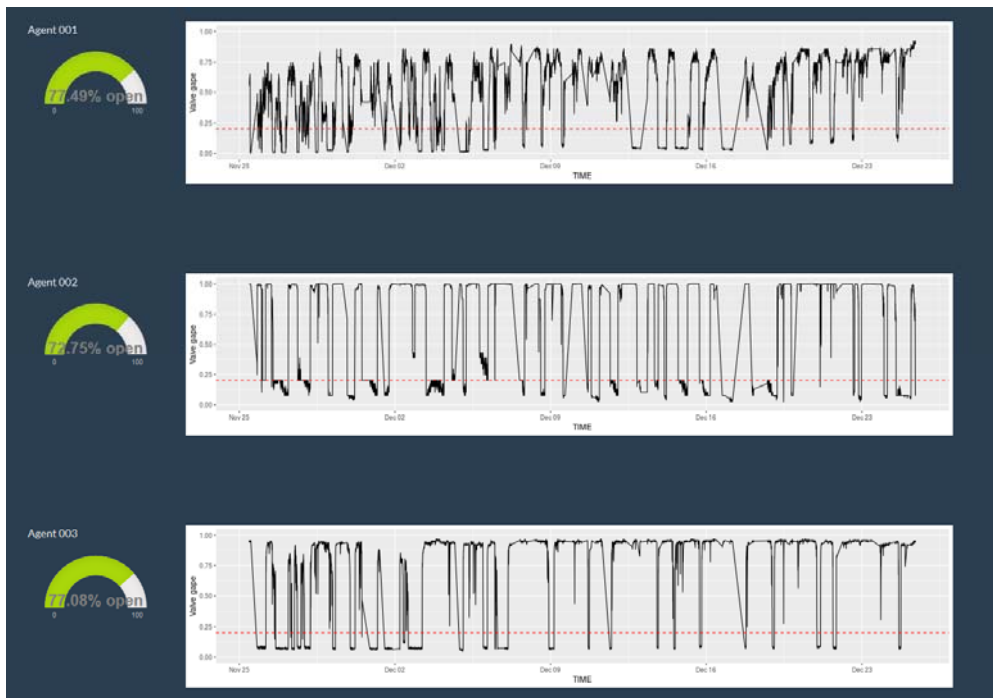 Agent 001
77.49% open
0 100
Valve gape
1.00
0.75
0.50
0.25
0.00
Nov 25 Dec 02 Dec 09 Dec 16 Dec 23
TIME
Agent 002
72.75% open
0 100
Valve gape
1.00
0.75
0.50
0.25
0.00
Nov 25 Dec 02 Dec 09 Dec 16 Dec 23
TIME
Agent 003
77.08% open
0 100
Valve gape
1.00
0.75
0.50
0.25
0.00
Nov 25 Dec 02 Dec 09 Dec 16 Dec 23
TIME